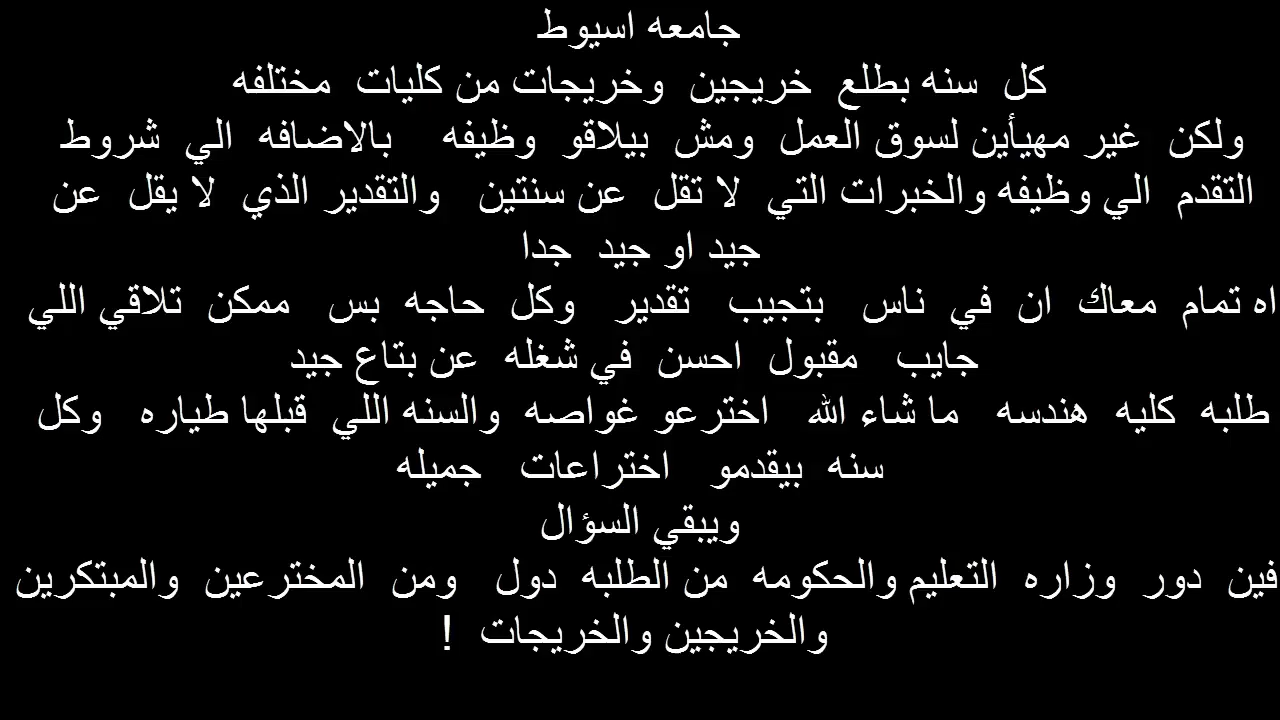 جامعه اسيوط
كل سنه بطلع خريجين وخريجات من كليات مختلفه
ولكن غير مهيأين لسوق العمل ومش بيلاقو وظيفه بالاضافه الي شروط
التقدم الي وظيفه والخبرات التي لا تقل عن سنتين والتقدير الذي لا يقل عن
جيد او جيد جدا
اه تمام معاك ان في ناس بتجيب تقدير وكل حاجه بس ممكن تلاقي اللي
جايب مقبول احسن في شغله عن بتاع جيد
طلبه كليه هندسه ما شاء الله اخترعو غواصه والسنه اللي قبلها طياره وكل
سنه بيقدمو اختراعات جميله
ويبقي السؤال
فين دور وزاره التعليم والحكومه من الطلبه دول ومن المخترعين والمبتكرين
والخريجين والخريجات !